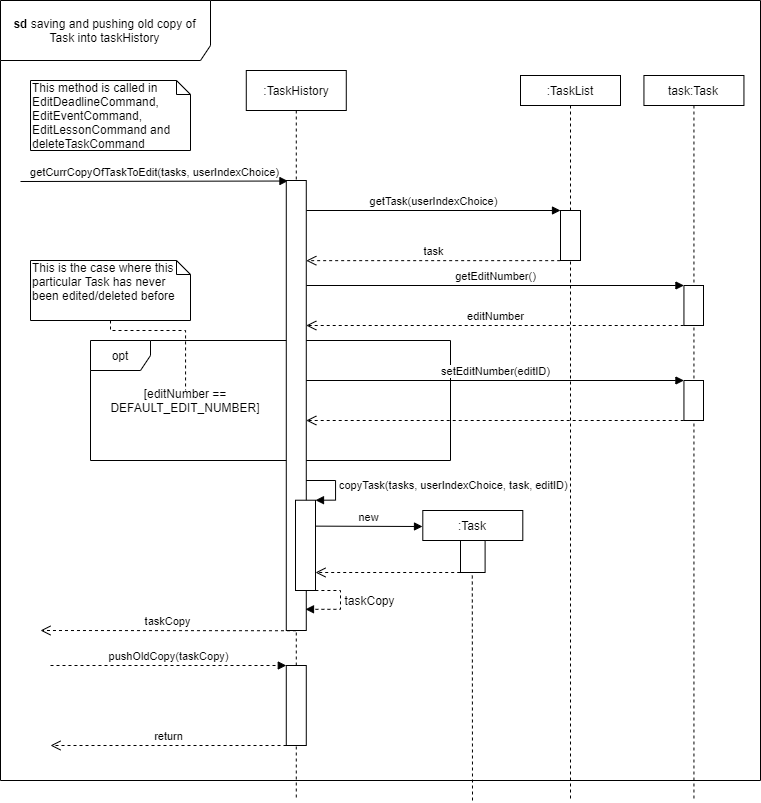 sd saving and pushing old copy of
Task into taskHistory
This method is called in
EditDeadlineCommand,
EditEventCommand,
EditLessonCommand and
deleteTaskCommand
:TaskHistory
:TaskList
task:Task
getCurrCopyOfTaskToEdit(tasks, userIndexChoice)
getTask(userIndexChoice)
task
This is the case where this
particular Task has never
been edited/deleted before
getEditNumber()
editNumber
opt
setEditNumber(editID)
[editNumber ==
DEFAULT_EDIT_NUMBER]
copyTask(tasks, userIndexChoice, task, editID)
new
:Task
taskCopy
taskCopy
pushOldCopy(taskCopy)
return